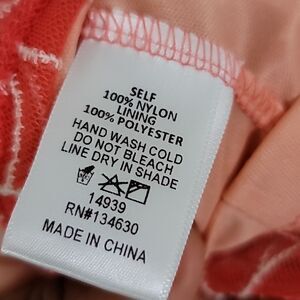 SELF
100% NYLON
LINING
100% POLYESTER
HAND WASH COLD
DO NOT BLEACH
LINE DRY IN SHADE
14939
RN#134630
MADE IN CHINA